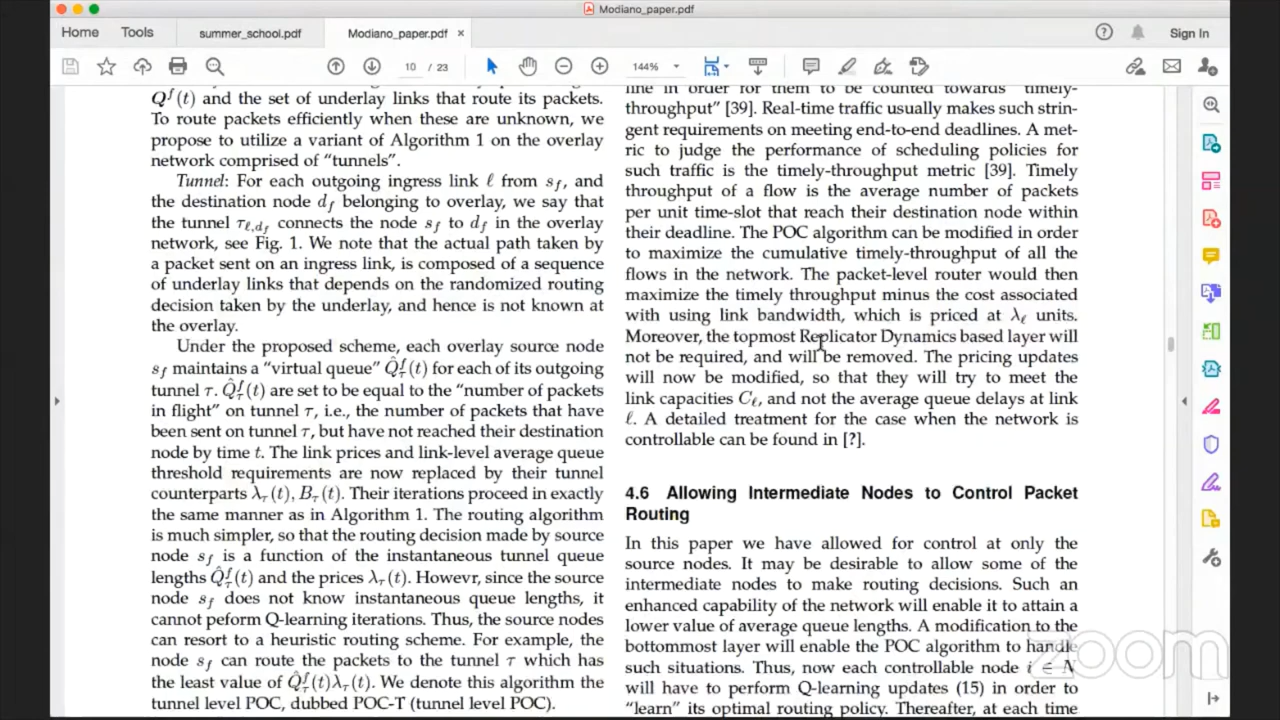 Modiano_paper.pdf
Home Tools summer_school.pdf Modiano_paper.pdf × Sign In
10 / 23 144%
Q^f(t) and the set of underlay links that route its packets.
To route packets efficiently when these are unknown, we
propose to utilize a variant of Algorithm 1 on the overlay
network comprised of “tunnels”.
Tunnel: For each outgoing ingress link ℓ from s_f, and
the destination node d_f belonging to overlay, we say that
the tunnel τ_{ℓ,d_f} connects the node s_f to d_f in the overlay
network, see Fig. 1. We note that the actual path taken by
a packet sent on an ingress link, is composed of a sequence
of underlay links that depends on the randomized routing
decision taken by the underlay, and hence is not known at
the overlay.
Under the proposed scheme, each overlay source node
s_f maintains a “virtual queue” Q̂^f_τ(t) for each of its outgoing
tunnel τ. Q̂^f_τ(t) are set to be equal to the “number of packets
in flight” on tunnel τ, i.e., the number of packets that have
been sent on tunnel τ, but have not reached their destination
node by time t. The link prices and link-level average queue
threshold requirements are now replaced by their tunnel
counterparts λ_τ(t), B_τ(t). Their iterations proceed in exactly
the same manner as in Algorithm 1. The routing algorithm
is much simpler, so that the routing decision made by source
node s_f is a function of the instantaneous tunnel queue
lengths Q̂^f_τ(t) and the prices λ_τ(t). Howevr, since the source
node s_f does not know instantaneous queue lengths, it
cannot peform Q-learning iterations. Thus, the source nodes
can resort to a heuristic routing scheme. For example, the
node s_f can route the packets to the tunnel τ which has
the least value of Q̂^f_τ(t)λ_τ(t). We denote this algorithm the
tunnel level POC, dubbed POC-T (tunnel level POC).
line in order for them to be counted towards “timely-
throughput” [39]. Real-time traffic usually makes such strin-
gent requirements on meeting end-to-end deadlines. A met-
ric to judge the performance of scheduling policies for
such traffic is the timely-throughput metric [39]. Timely
throughput of a flow is the average number of packets
per unit time-slot that reach their destination node within
their deadline. The POC algorithm can be modified in order
to maximize the cumulative timely-throughput of all the
flows in the network. The packet-level router would then
maximize the timely throughput minus the cost associated
with using link bandwidth, which is priced at λ_ℓ units.
Moreover, the topmost Replicator Dynamics based layer will
not be required, and will be removed. The pricing updates
will now be modified, so that they will try to meet the
link capacities C_ℓ, and not the average queue delays at link
ℓ. A detailed treatment for the case when the network is
controllable can be found in [?].
4.6 Allowing Intermediate Nodes to Control Packet
Routing
In this paper we have allowed for control at only the
source nodes. It may be desirable to allow some of the
intermediate nodes to make routing decisions. Such an
enhanced capability of the network will enable it to attain a
lower value of average queue lengths. A modification to the
bottommost layer will enable the POC algorithm to handle
such situations. Thus, now each controllable node i ∈ N
will have to perform Q-learning updates (15) in order to
“learn” its optimal routing policy. Thereafter, at each time
zoom